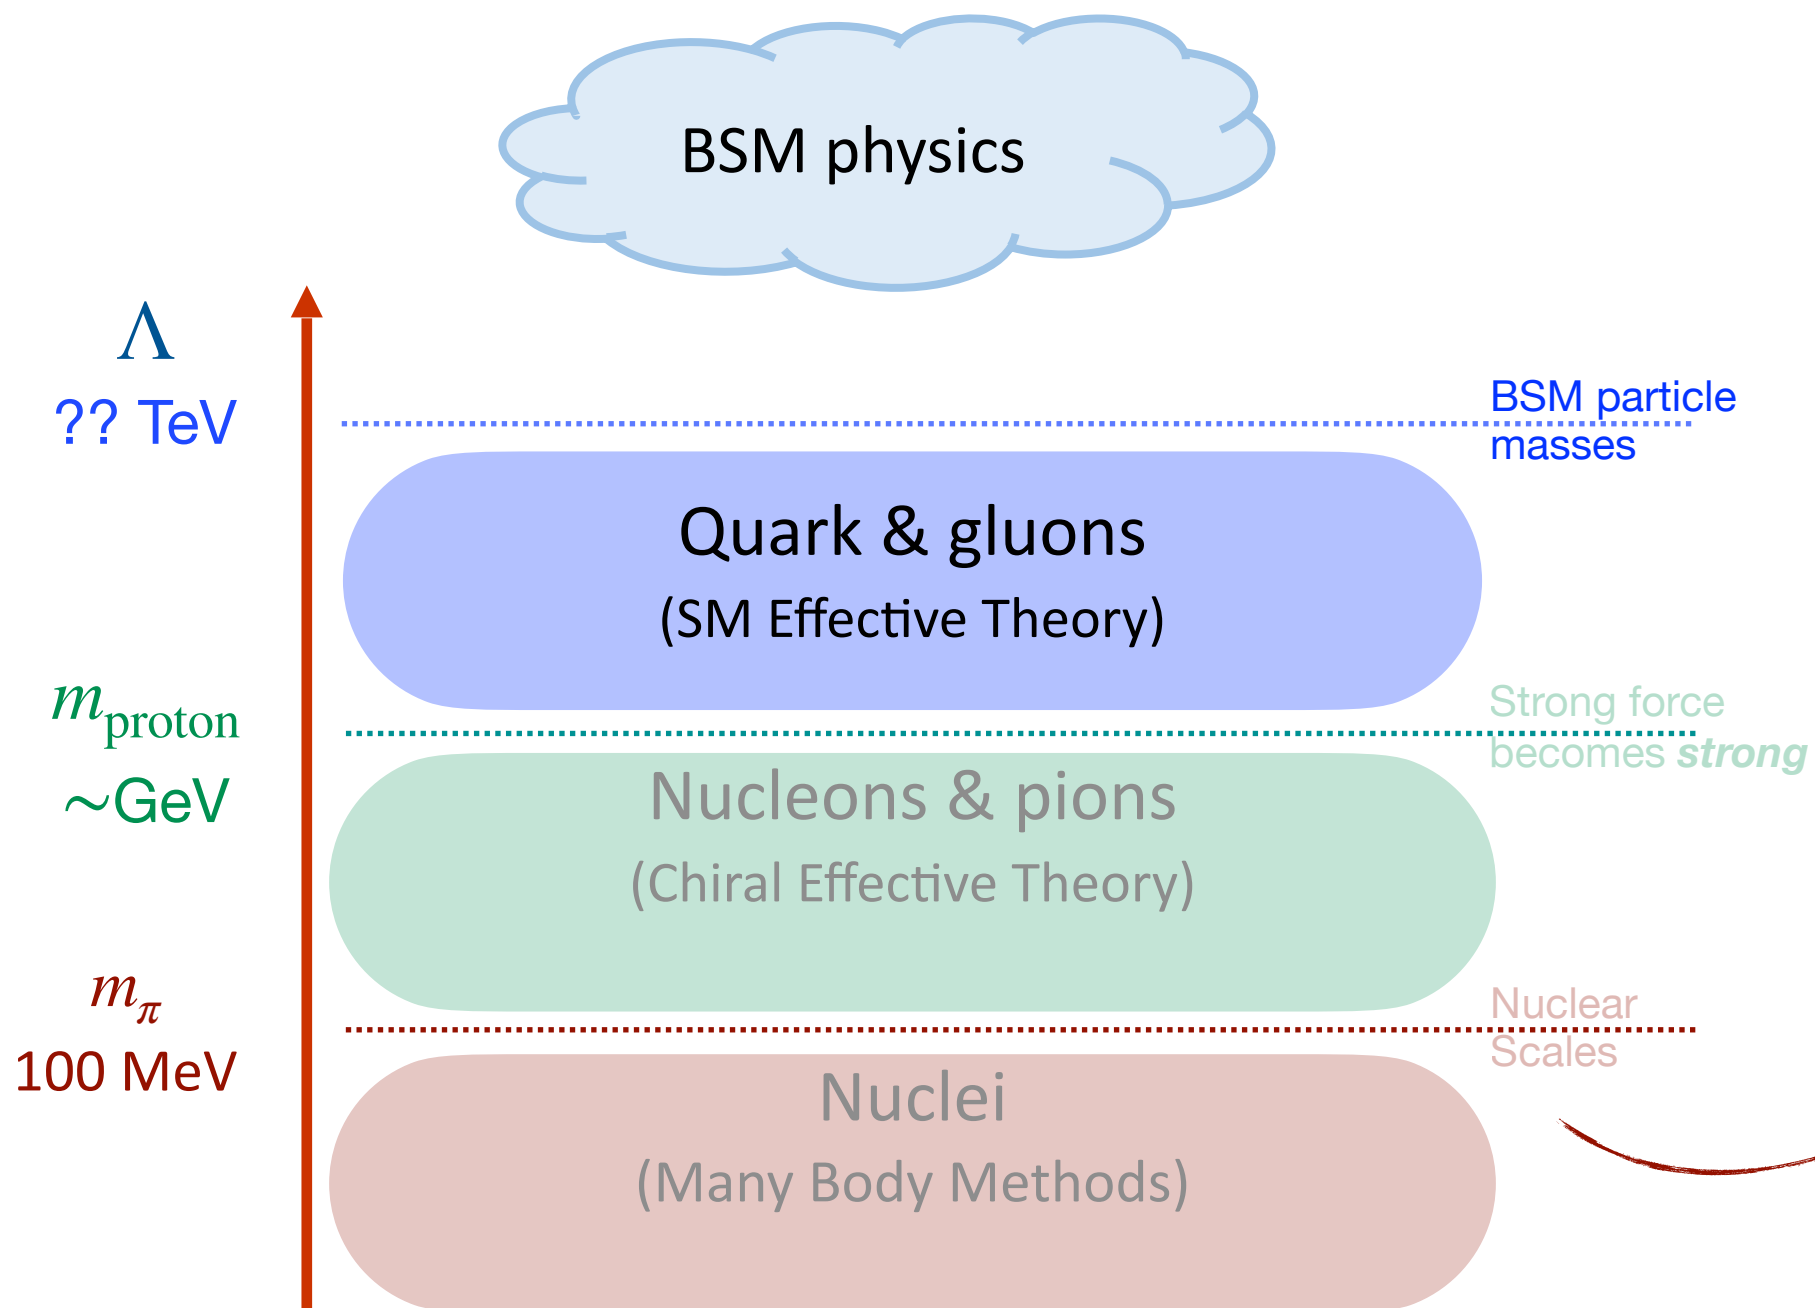 BSM physics
Λ
?? TeV
BSM particle
masses
Quark & gluons
(SM Effective Theory)
m_proton
~GeV
Strong force
becomes strong
Nucleons & pions
(Chiral Effective Theory)
m_π
100 MeV
Nuclear
Scales
Nuclei
(Many Body Methods)